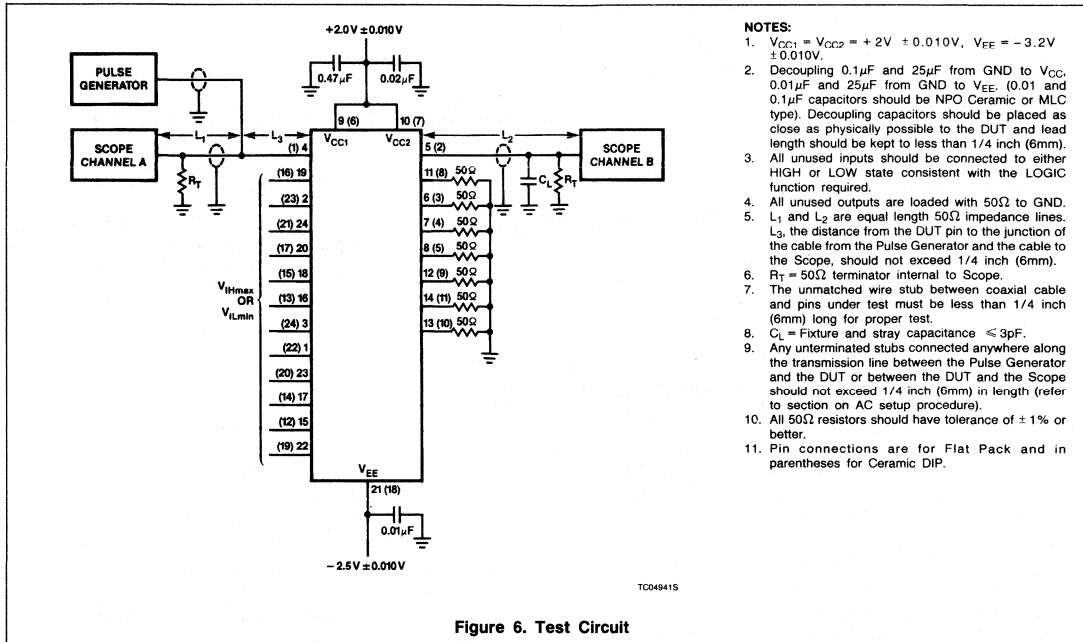 +2.0V ± 0.010V
PULSE
GENERATOR
0.47μF
0.02μF
9 (6)
10 (7)
L₁
L₃
V_CC1
V_CC2
L₂
SCOPE
CHANNEL A
(1) 4
5 (2)
SCOPE
CHANNEL B
R_T
C_L
R_T
(16) 19
11 (8) 50Ω
(23) 2
6 (3) 50Ω
(21) 24
7 (4) 50Ω
(17) 20
8 (5) 50Ω
(15) 18
12 (9) 50Ω
(13) 16
14 (11) 50Ω
(24) 3
13 (10) 50Ω
V_IHmax
OR
V_ILmin
(22) 1
(20) 23
(14) 17
(12) 15
(19) 22
V_EE
21 (18)
0.01μF
− 2.5V ± 0.010V
TC04941S
NOTES:
1. V_CC1 = V_CC2 = + 2V ± 0.010V, V_EE = − 3.2V
± 0.010V.
2. Decoupling 0.1μF and 25μF from GND to V_CC,
0.01μF and 25μF from GND to V_EE. (0.01 and
0.1μF capacitors should be NPO Ceramic or MLC
type). Decoupling capacitors should be placed as
close as physically possible to the DUT and lead
length should be kept to less than 1/4 inch (6mm).
3. All unused inputs should be connected to either
HIGH or LOW state consistent with the LOGIC
function required.
4. All unused outputs are loaded with 50Ω to GND.
5. L₁ and L₂ are equal length 50Ω impedance lines.
L₃, the distance from the DUT pin to the junction of
the cable from the Pulse Generator and the cable to
the Scope, should not exceed 1/4 inch (6mm).
6. R_T = 50Ω terminator internal to Scope.
7. The unmatched wire stub between coaxial cable
and pins under test must be less than 1/4 inch
(6mm) long for proper test.
8. C_L = Fixture and stray capacitance ⩽ 3pF.
9. Any unterminated stubs connected anywhere along
the transmission line between the Pulse Generator
and the DUT or between the DUT and the Scope
should not exceed 1/4 inch (6mm) in length (refer
to section on AC setup procedure).
10. All 50Ω resistors should have tolerance of ± 1% or
better.
11. Pin connections are for Flat Pack and in
parentheses for Ceramic DIP.
Figure 6. Test Circuit